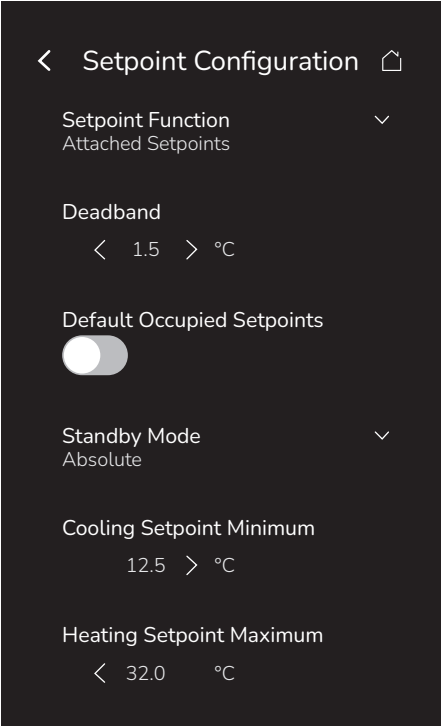 Setpoint Configuration
Setpoint Function
Attached Setpoints
Deadband
1.5 °C
Default Occupied Setpoints
Standby Mode
Absolute
Cooling Setpoint Minimum
12.5 °C
Heating Setpoint Maximum
32.0 °C